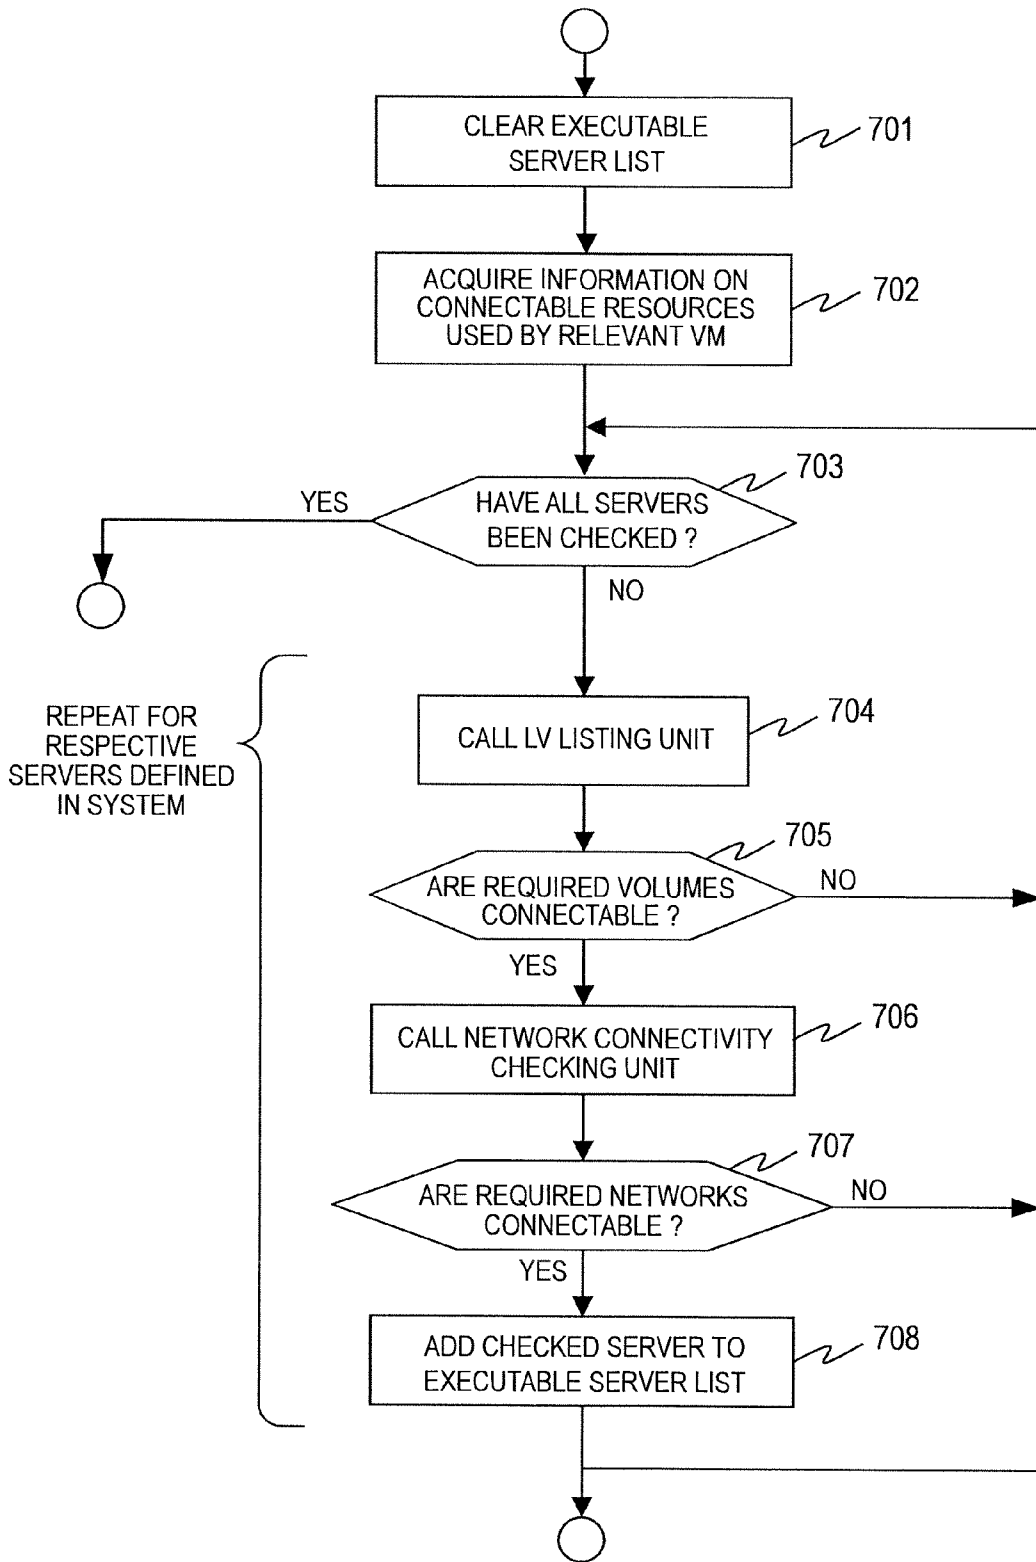 CLEAR EXECUTABLE
SERVER LIST
701
ACQUIRE INFORMATION ON
CONNECTABLE RESOURCES
USED BY RELEVANT VM
702
703
HAVE ALL SERVERS
BEEN CHECKED ?
YES
NO
REPEAT FOR
RESPECTIVE
SERVERS DEFINED
IN SYSTEM
CALL LV LISTING UNIT
704
705
ARE REQUIRED VOLUMES
CONNECTABLE ?
NO
YES
CALL NETWORK CONNECTIVITY
CHECKING UNIT
706
707
ARE REQUIRED NETWORKS
CONNECTABLE ?
NO
YES
ADD CHECKED SERVER TO
EXECUTABLE SERVER LIST
708